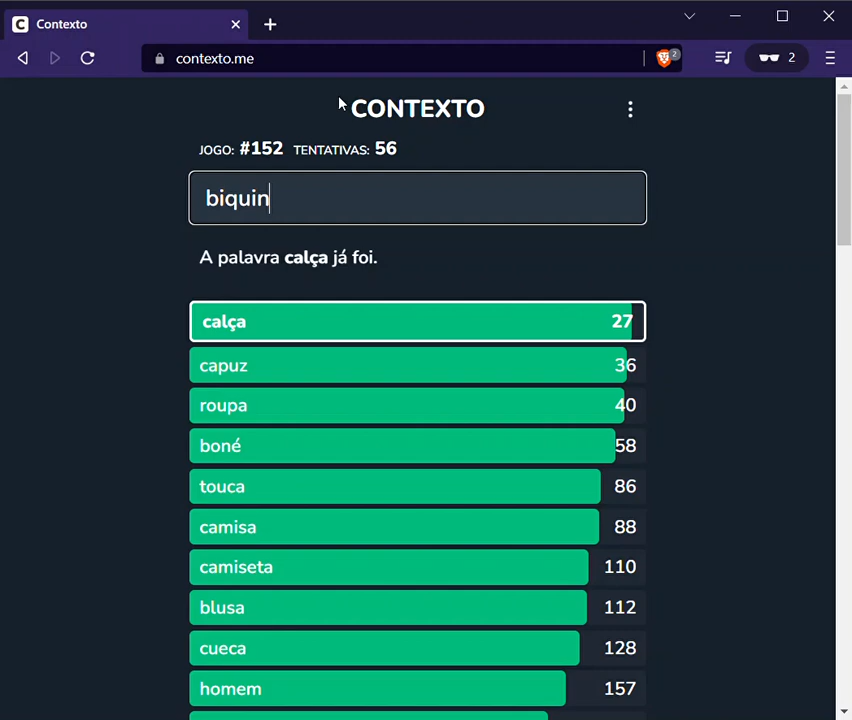 Contexto
contexto.me
2
2
CONTEXTO
JOGO: #152 TENTATIVAS: 56
biquin
A palavra calça já foi.
calça 27
capuz 36
roupa 40
boné 58
touca 86
camisa 88
camiseta 110
blusa 112
cueca 128
homem 157